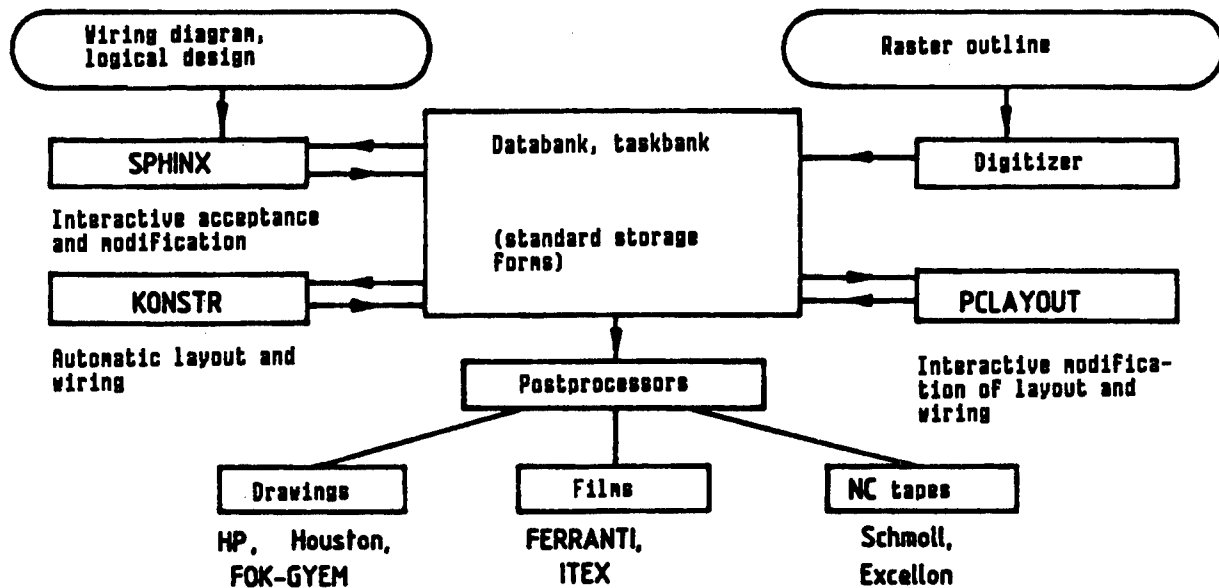 Wiring diagram,
logical design
Raster outline
SPHINX
Databank, taskbank
Digitizer
Interactive acceptance
and modification
(standard storage
forms)
KONSTR
PCLAYOUT
Automatic layout and
wiring
Interactive modifica-
tion of layout and
wiring
Postprocessors
Drawings
Films
NC tapes
HP, Houston,
FOK-GYEM
FERRANTI,
ITEX
Schmoll,
Excellon